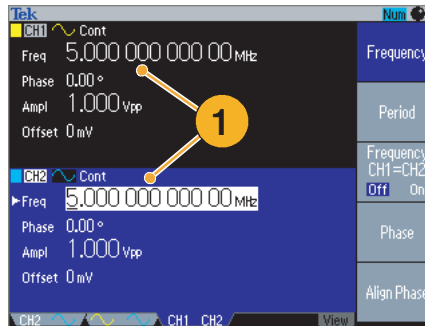 Tek Num
CH1 Cont
Freq 5.000 000 000 00 MHz
Phase 0.00 °
Ampl 1.000 Vpp
Offset 0 mV
1
CH2 Cont
Freq 5.000 000 000 00 MHz
Phase 0.00 °
Ampl 1.000 Vpp
Offset 0 mV
CH2 CH1 CH2 View
Frequency
Period
Frequency
CH1=CH2
Off On
Phase
Align Phase